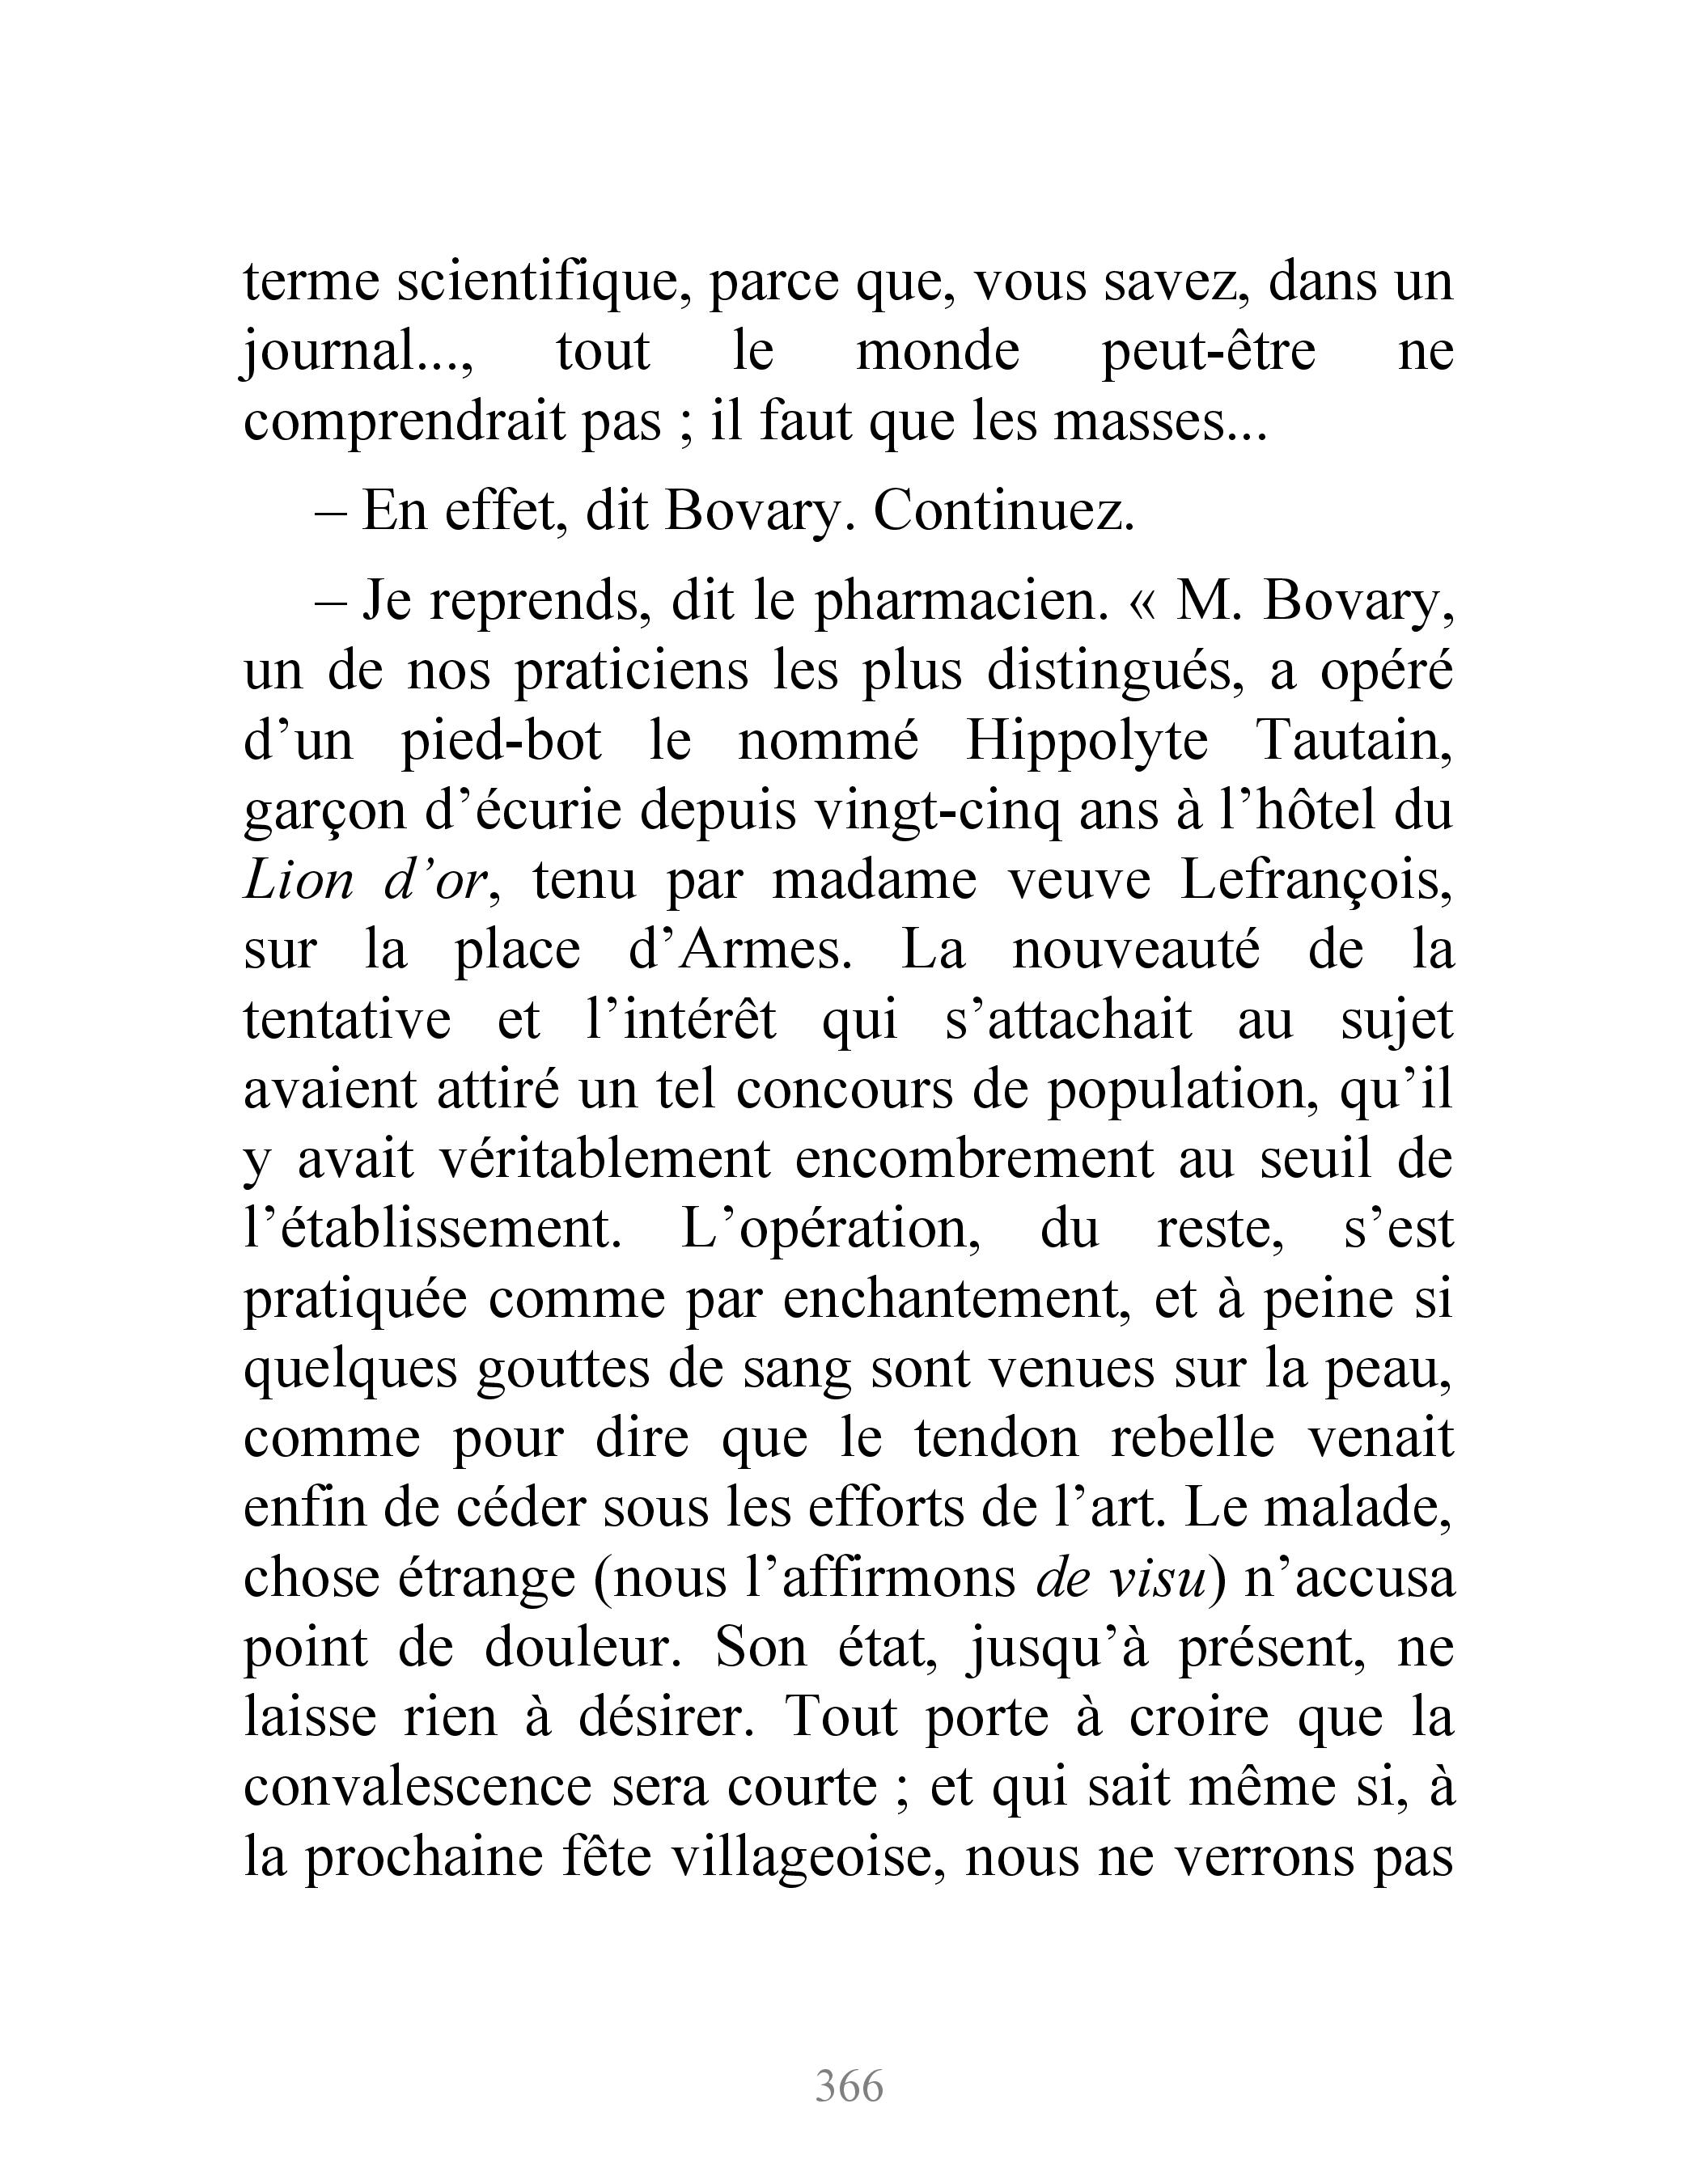 terme scientifique, parce que, vous savez, dans un
journal..., tout le monde peut-être ne
comprendrait pas ; il faut que les masses...
– En effet, dit Bovary. Continuez.
– Je reprends, dit le pharmacien. « M. Bovary,
un de nos praticiens les plus distingués, a opéré
d’un pied-bot le nommé Hippolyte Tautain,
garçon d’écurie depuis vingt-cinq ans à l’hôtel du
Lion d’or, tenu par madame veuve Lefrançois,
sur la place d’Armes. La nouveauté de la
tentative et l’intérêt qui s’attachait au sujet
avaient attiré un tel concours de population, qu’il
y avait véritablement encombrement au seuil de
l’établissement. L’opération, du reste, s’est
pratiquée comme par enchantement, et à peine si
quelques gouttes de sang sont venues sur la peau,
comme pour dire que le tendon rebelle venait
enfin de céder sous les efforts de l’art. Le malade,
chose étrange (nous l’affirmons de visu) n’accusa
point de douleur. Son état, jusqu’à présent, ne
laisse rien à désirer. Tout porte à croire que la
convalescence sera courte ; et qui sait même si, à
la prochaine fête villageoise, nous ne verrons pas
366